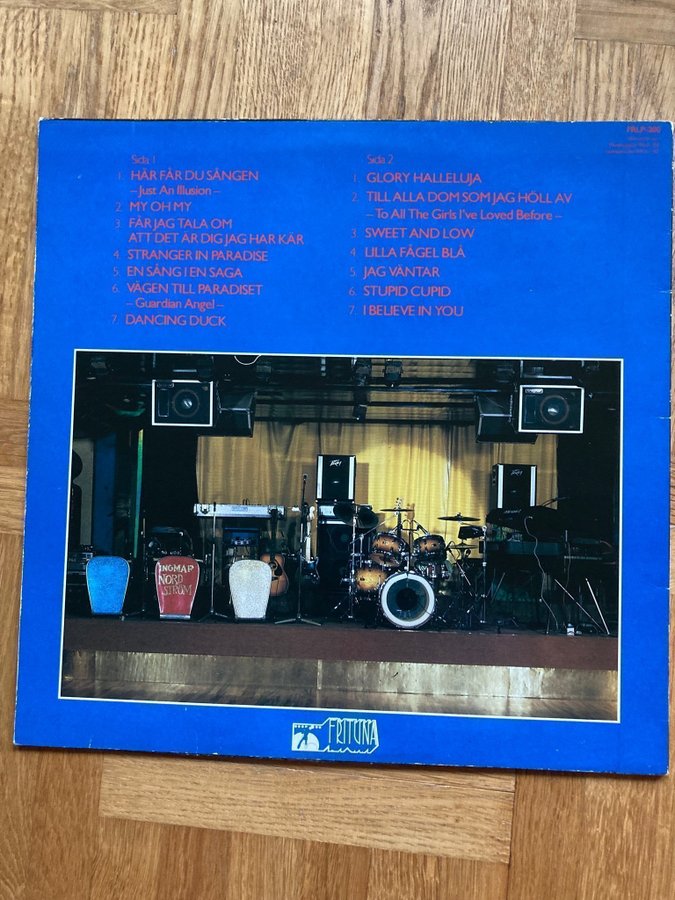 Sida 1
1. HÄR FÅR DU SÅNGEN
– Just An Illusion –
2. MY OH MY
3. FÅR JAG TALA OM
ATT DET ÄR DIG JAG HAR KÄR
4. STRANGER IN PARADISE
5. EN SÅNG I EN SAGA
6. VÄGEN TILL PARADISET
– Guardian Angel –
7. DANCING DUCK
Sida 2
1. GLORY HALLELUJA
2. TILL ALLA DOM SOM JAG HÖLL AV
– To All The Girls I've Loved Before –
3. SWEET AND LOW
4. LILLA FÅGEL BLÅ
5. JAG VÄNTAR
6. STUPID CUPID
7. I BELIEVE IN YOU
PEAVEY
INGMAR
NORD
STRÖM
FRITUNA